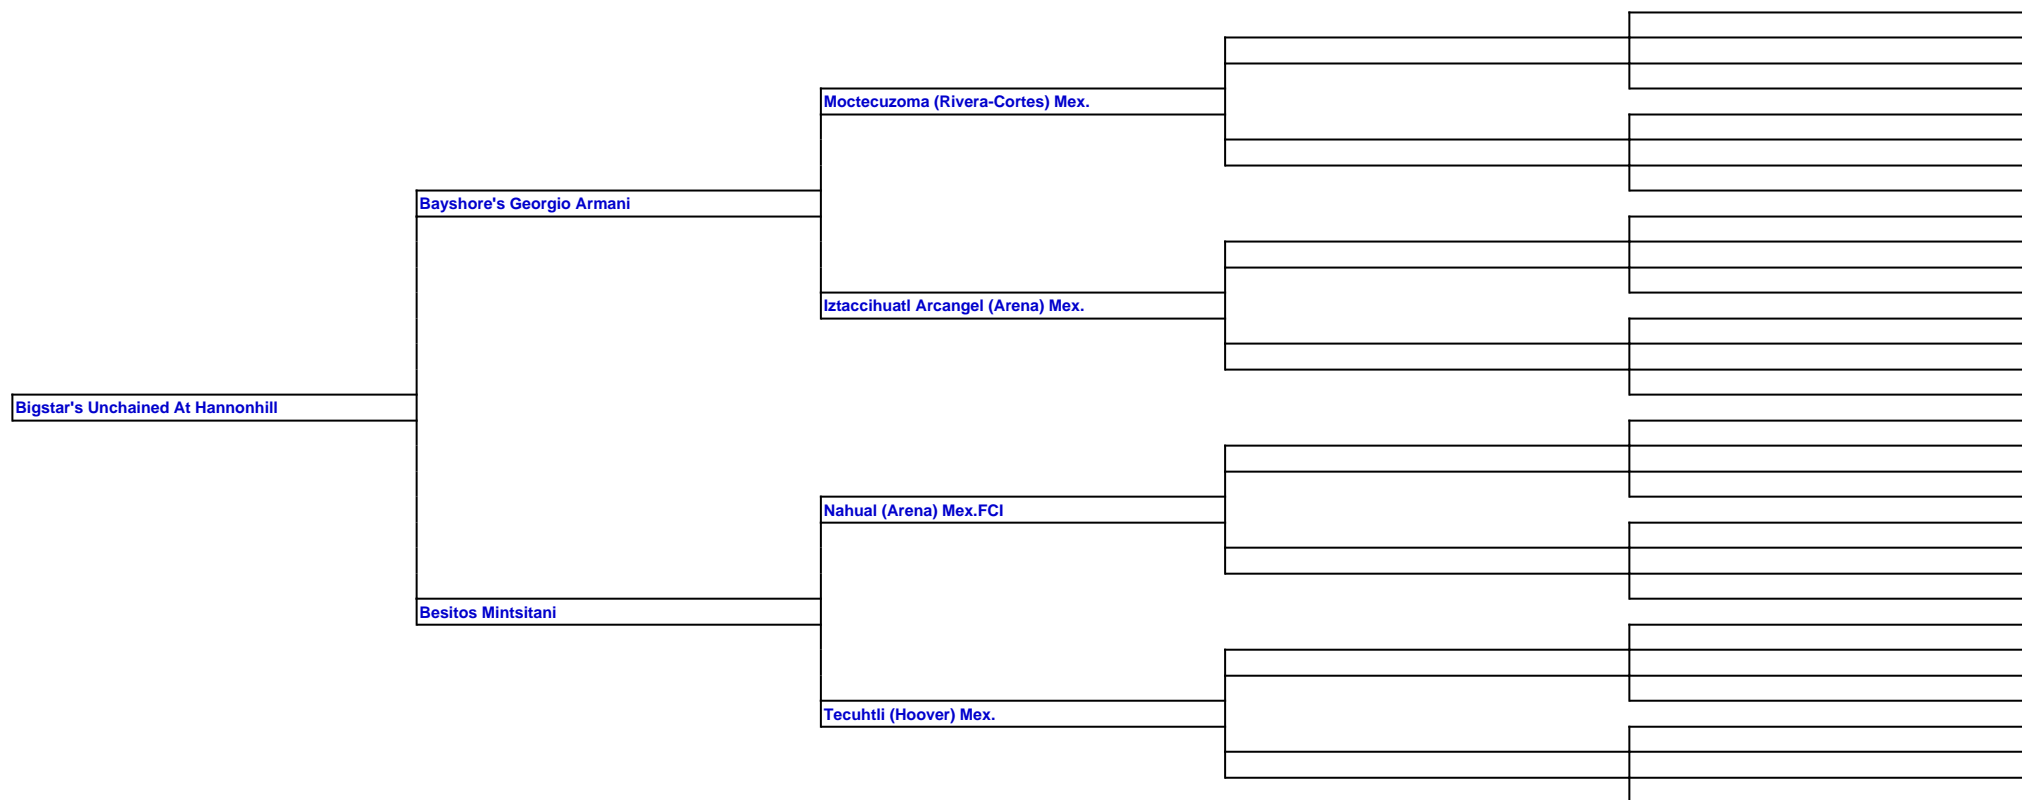 Moctecuzoma (Rivera-Cortes) Mex.
Bayshore's Georgio Armani
Iztaccihuatl Arcangel (Arena) Mex.
Bigstar's Unchained At Hannonhill
Nahual (Arena) Mex.FCI
Besitos Mintsitani
Tecuhtli (Hoover) Mex.